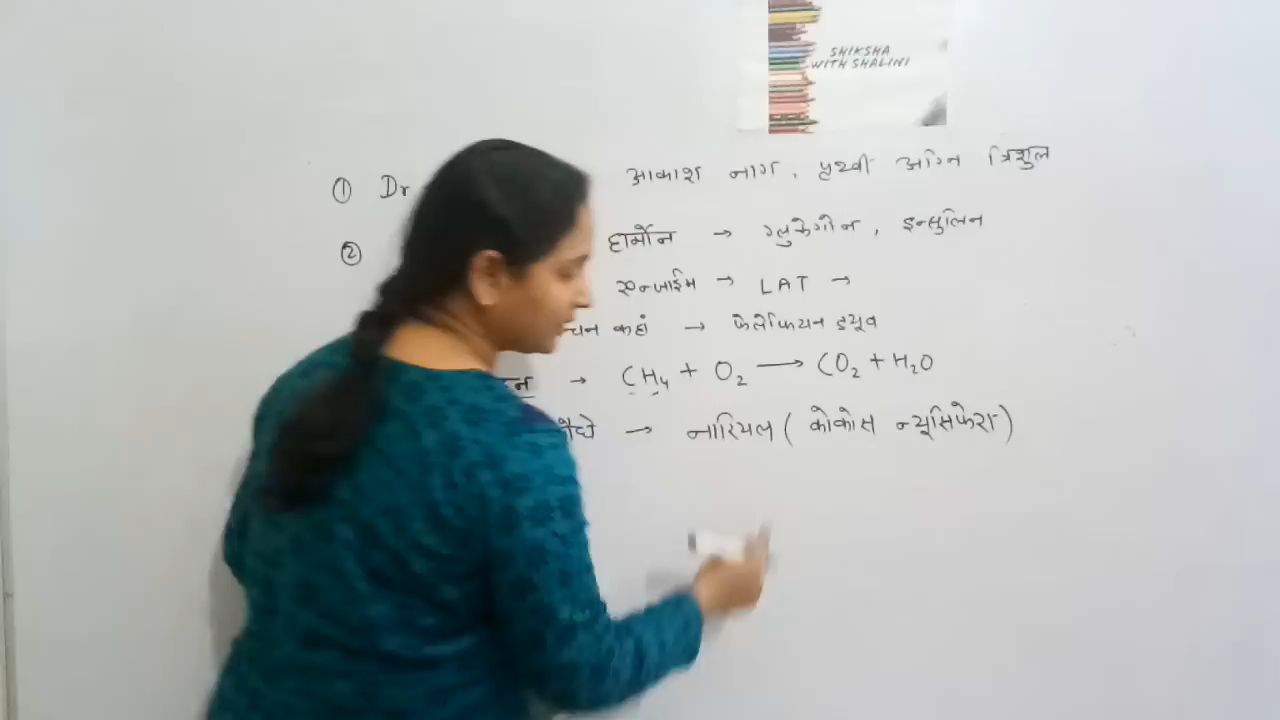 SHIKSHA
WITH SHALINI
① Dr आकाश नाग, पृथ्वी अग्नि त्रिशुल
② हार्मोन → ग्लुकेगोन, इन्सुलिन
एन्जाईम → LAT →
कहां → फेलोपियन ट्यूब
→ CH₄ + O₂ ⟶ CO₂ + H₂O
→ नारियल (कोकोस न्यूसिफेरा)